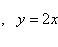 , y = 2x